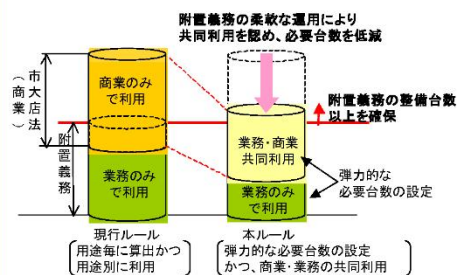 附置義務の柔軟な運用により
共同利用を認め、必要台数を低減
市大店法
（商業）
商業のみ
で利用
附置義務の整備台数
以上を確保
業務・商業
共同利用
附置義務
業務のみ
で利用
業務のみ
で利用
弾力的な
必要台数の設定
現行ルール
用途毎に算出かつ
用途別に利用
本ルール
弾力的な必要台数の設定
かつ、商業・業務の共同利用